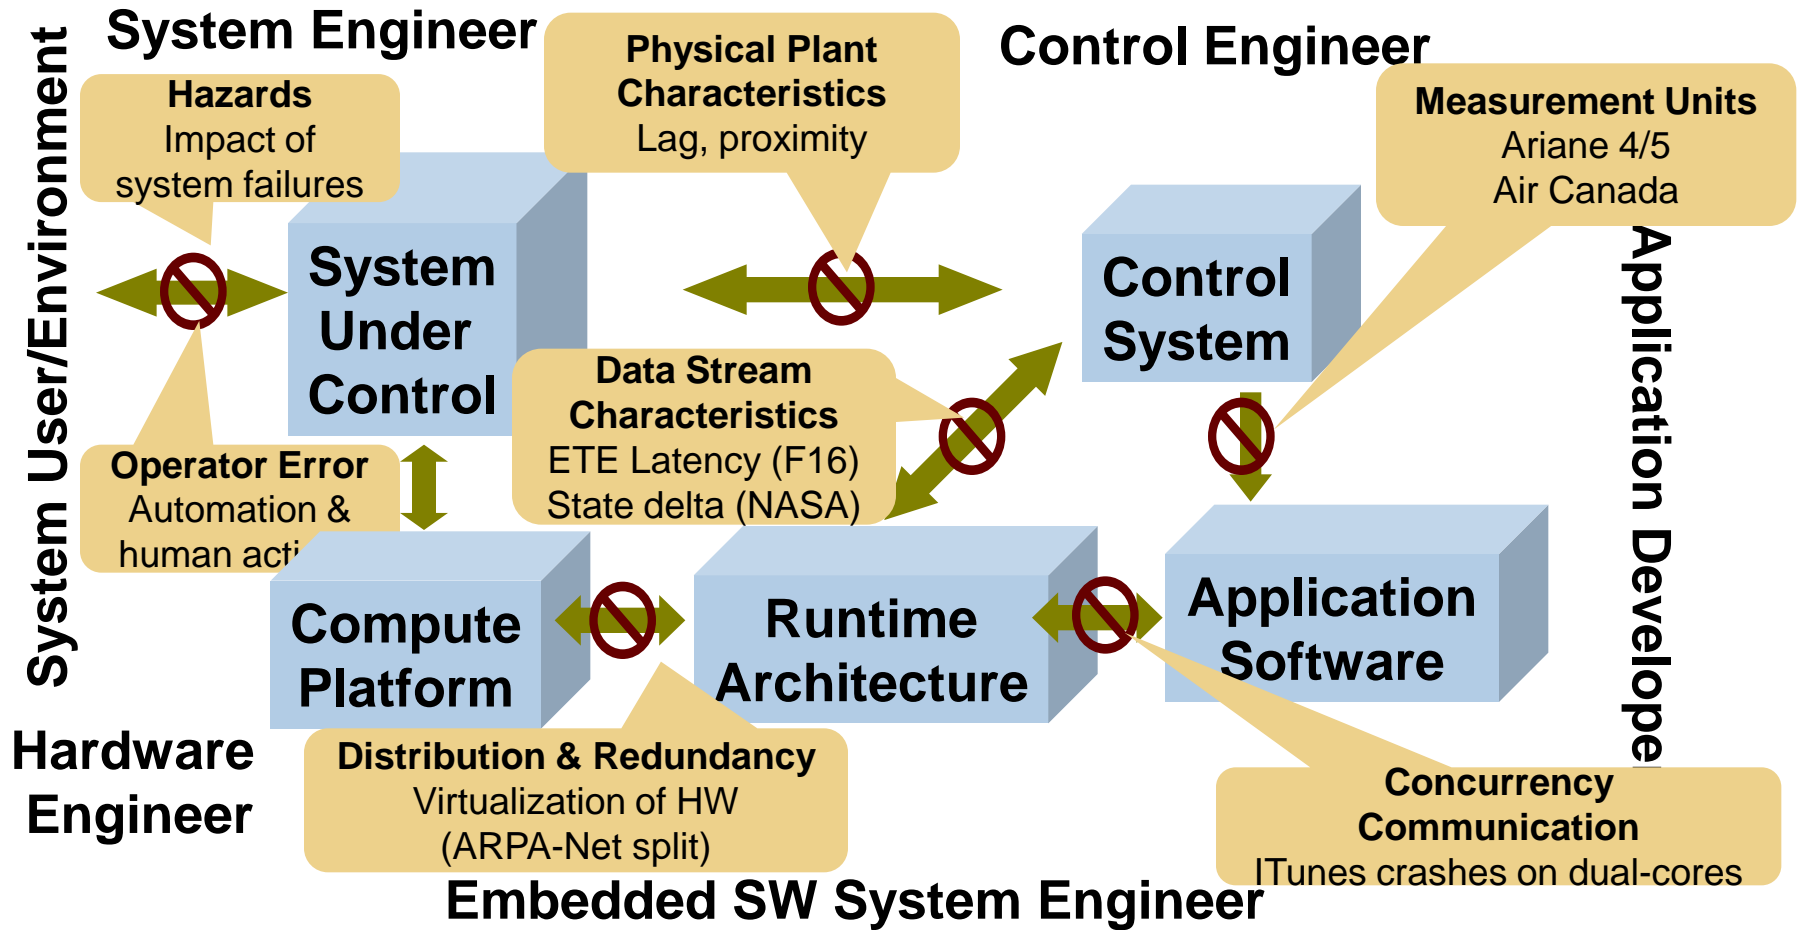 System Engineer
Physical Plant
Characteristics
Lag, proximity
Control Engineer
Measurement Units
Ariane 4/5
Air Canada
Hazards
Impact of
system failures
System User/Environment
System
Under
Control
Control
System
Data Stream
Characteristics
ETE Latency (F16)
State delta (NASA)
Operator Error
Automation &
human acti
Application Develope
Compute
Platform
Runtime
Architecture
Application
Software
Hardware
Engineer
Distribution & Redundancy
Virtualization of HW
(ARPA-Net split)
Concurrency
Communication
ITunes crashes on dual-cores
Embedded SW System Engineer